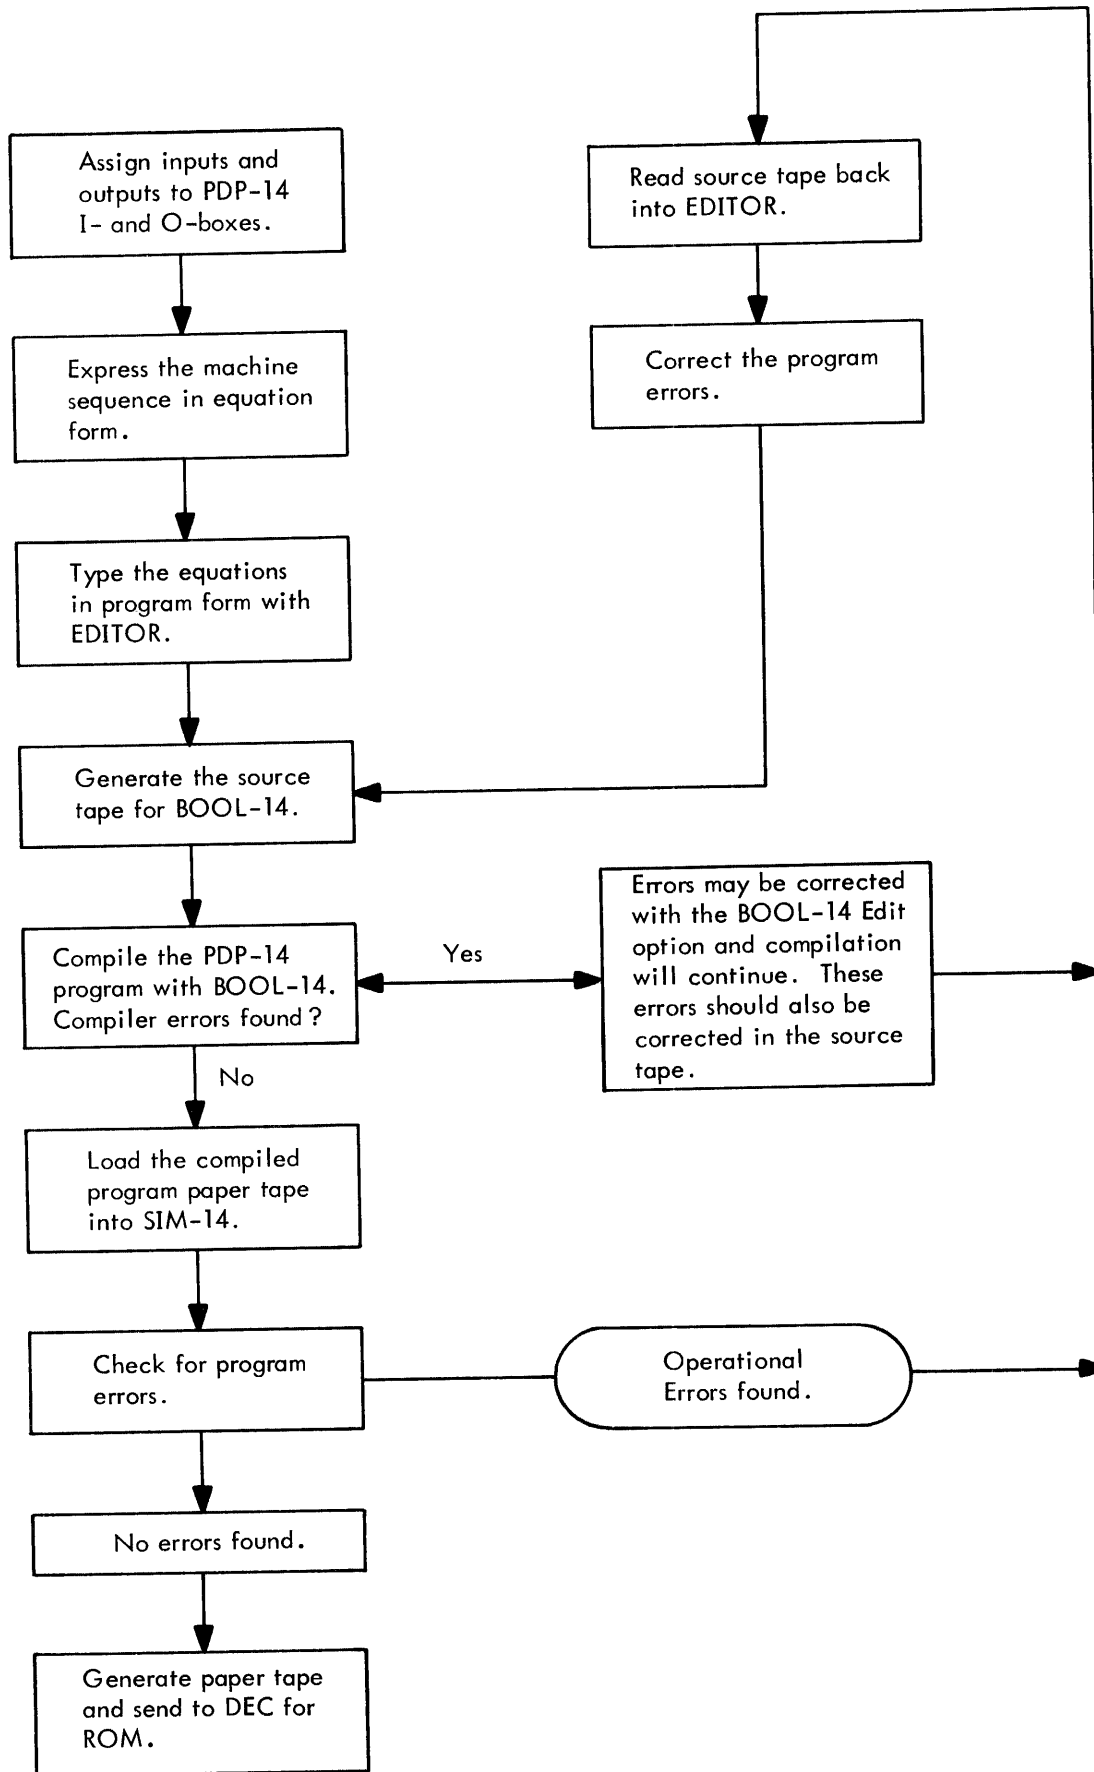 Assign inputs and
outputs to PDP-14
I- and O-boxes.
Express the machine
sequence in equation
form.
Type the equations
in program form with
EDITOR.
Generate the source
tape for BOOL-14.
Compile the PDP-14
program with BOOL-14.
Compiler errors found?
Yes
No
Load the compiled
program paper tape
into SIM-14.
Check for program
errors.
No errors found.
Generate paper tape
and send to DEC for
ROM.
Read source tape back
into EDITOR.
Correct the program
errors.
Errors may be corrected
with the BOOL-14 Edit
option and compilation
will continue. These
errors should also be
corrected in the source
tape.
Operational
Errors found.